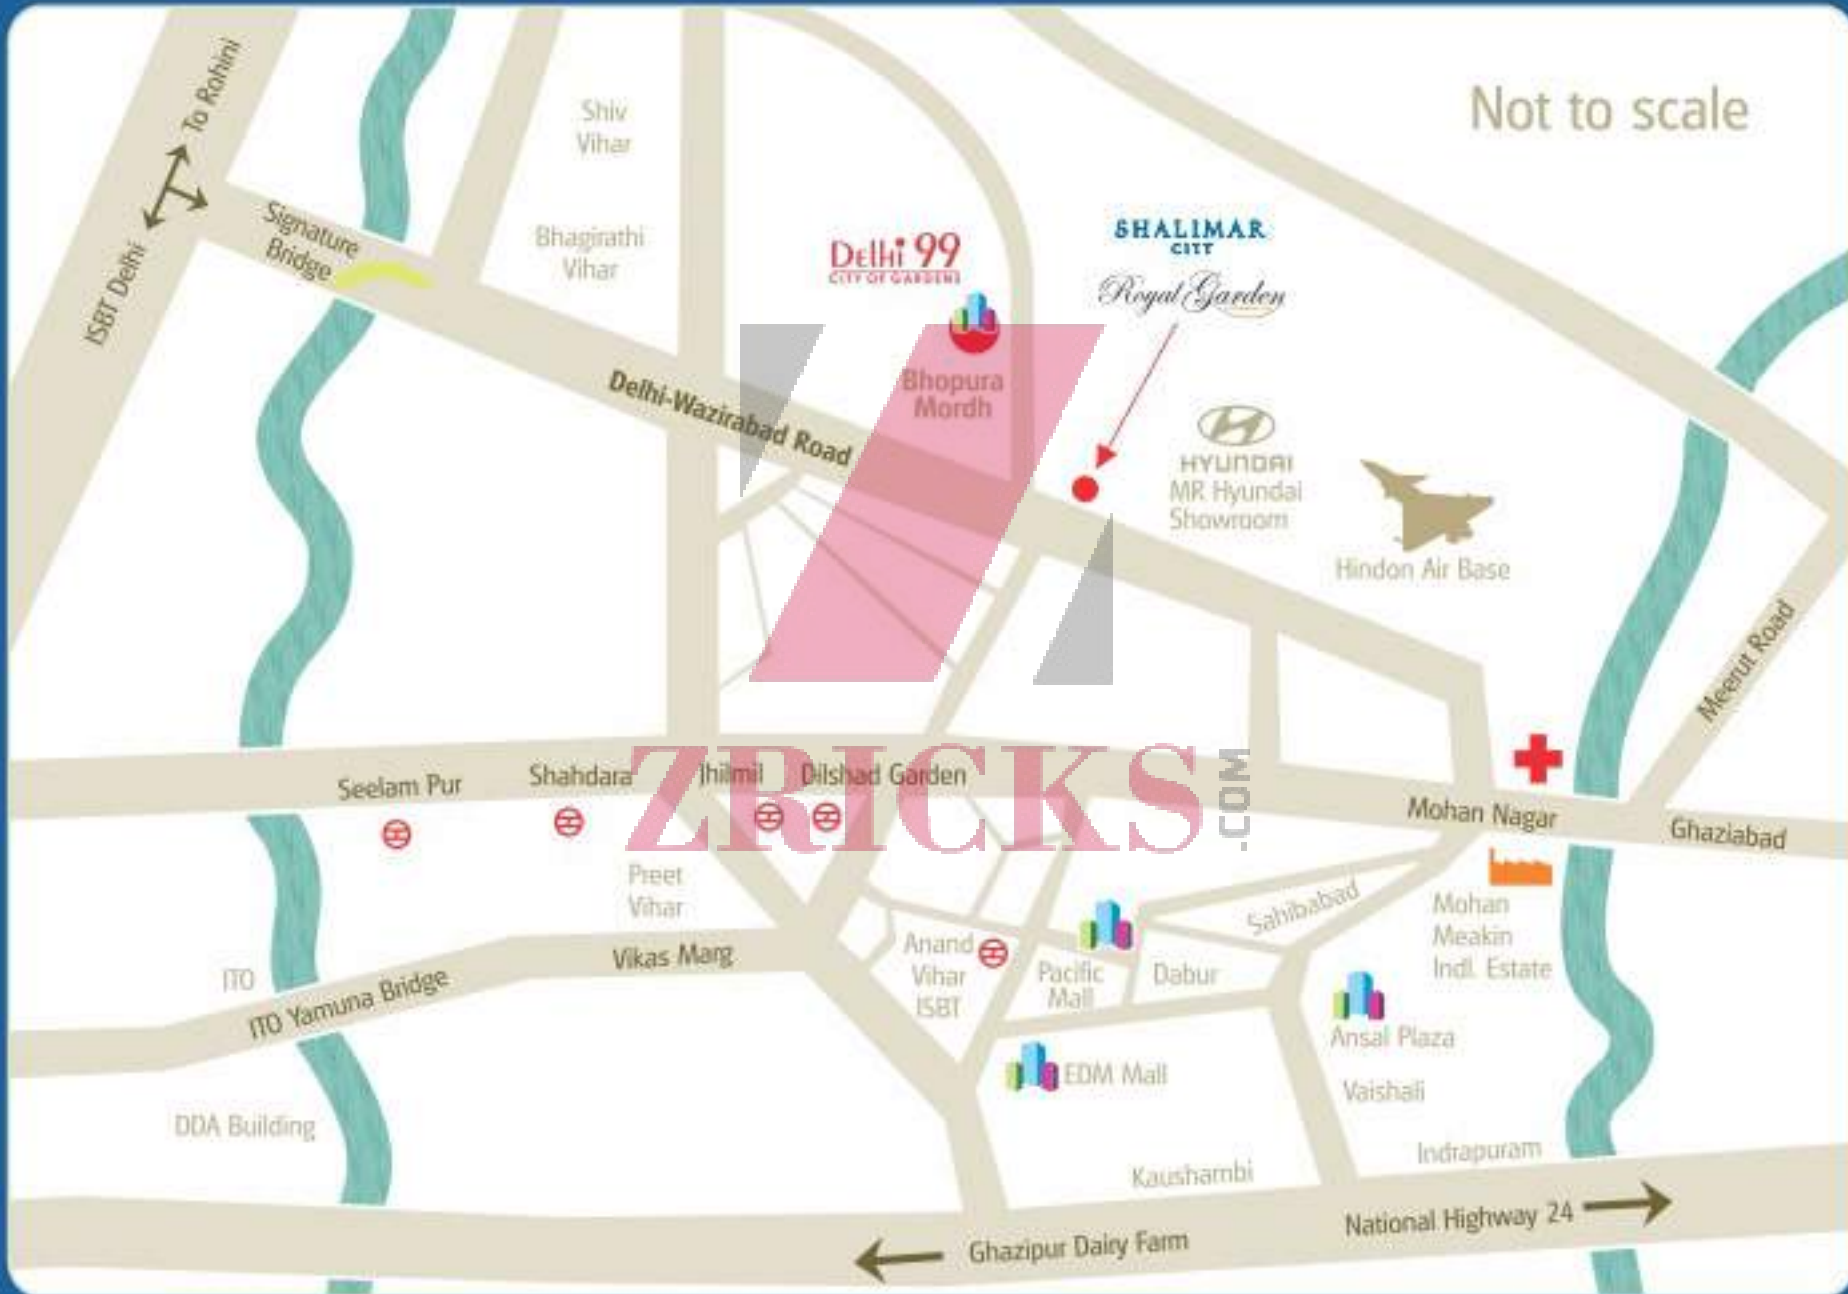 To Rohini
ISBT Delhi
Signature
Bridge
Shiv
Vihar
Bhagirathi
Vihar
Not to scale
Delhi 99
CITY OF GARDENS
SHALIMAR
CITY
Royal Garden
Bhopura
Mordh
Delhi-Wazirabad Road
HYUNDAI
MR Hyundai
Showroom
Hindon Air Base
Meerut Road
ZRICKS
.COM
Seelam Pur
Shahdara
Jhilmil
Dilshad Garden
Mohan Nagar
Ghaziabad
Preet
Vihar
Vikas Marg
ITO
ITO Yamuna Bridge
Anand
Vihar
ISBT
Pacific
Mall
Dabur
Sahibabad
Mohan
Meakin
Indl. Estate
Ansal Plaza
EDM Mall
Vaishali
DDA Building
Kaushambi
Indrapuram
National Highway 24
Ghazipur Dairy Farm